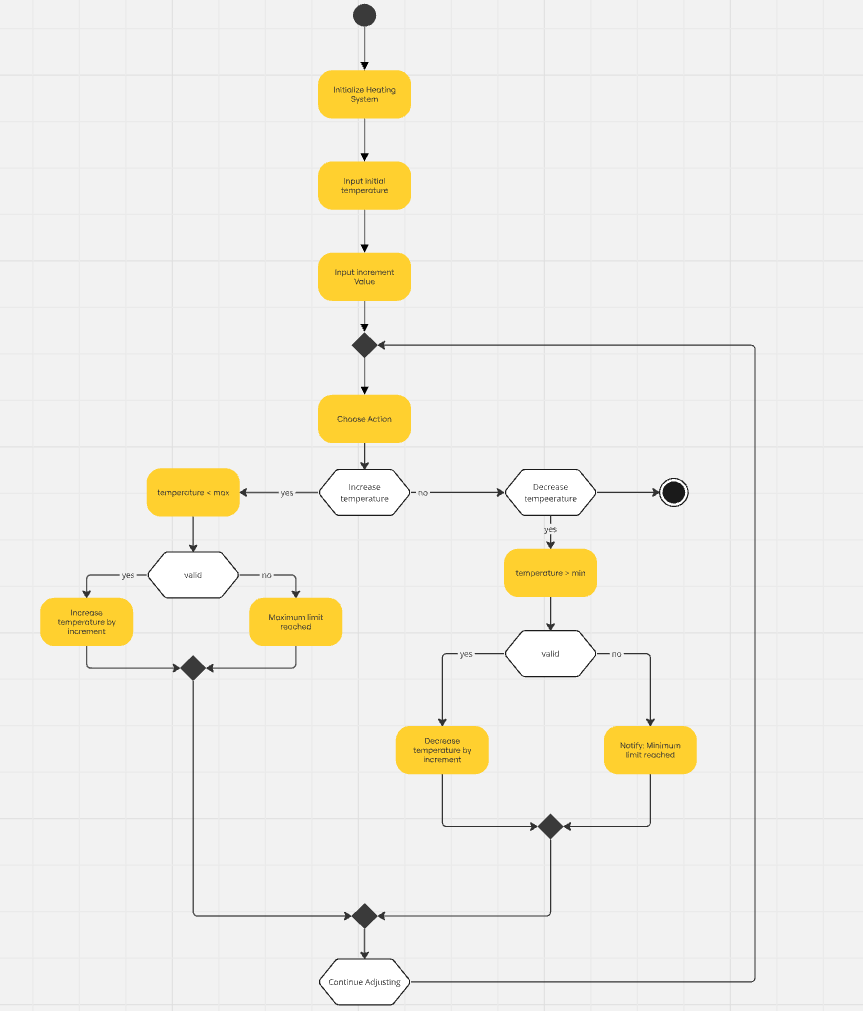 Initialize Heating
System
Input Initial
temperature
Input increment
Value
Choose Action
temperature < max
yes
Increase
temperature
no
Decrease
tempeerature
yes
temperature > min
yes
valid
no
Increase
temperature by
increment
Maximum limit
reached
yes
valid
no
Decrease
temperature by
increment
Notify: Minimum
limit reached
Continue Adjusting